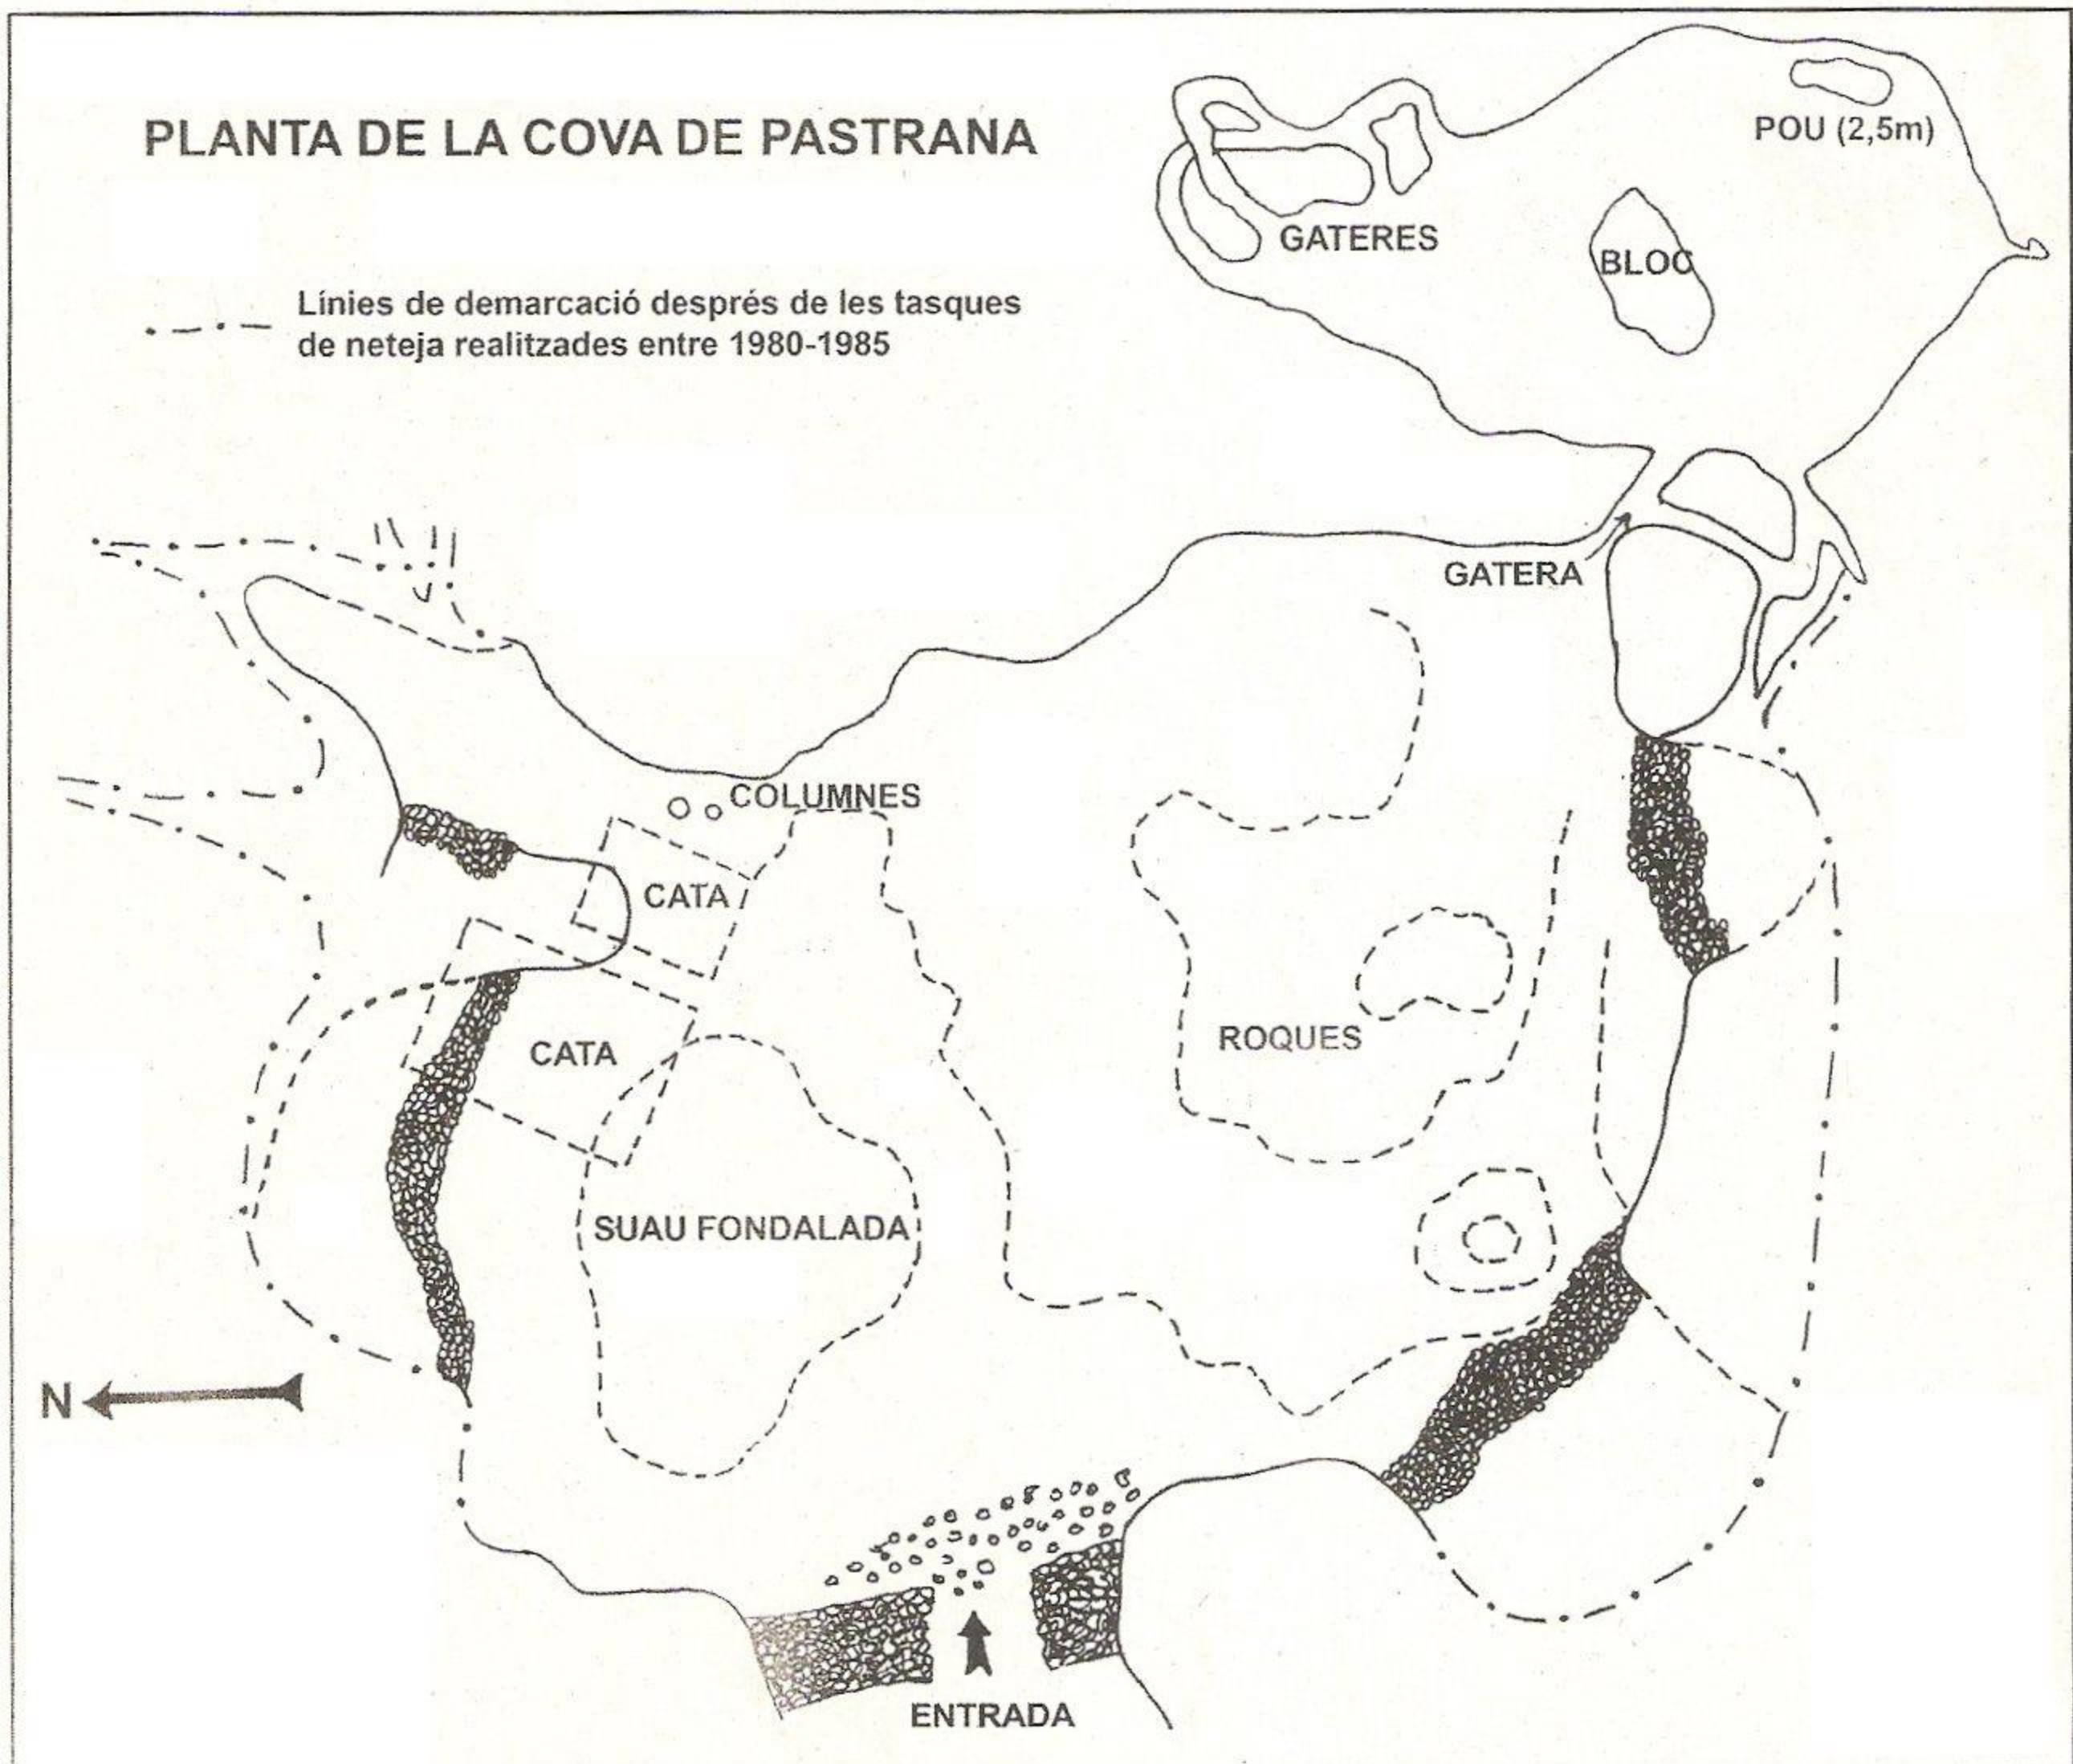 PLANTA DE LA COVA DE PASTRANA
POU (2,5m)
GATERES
BLOC
Línies de demarcació després de les tasques
de neteja realitzades entre 1980-1985
GATERA
COLUMNES
CATA
ROQUES
CATA
SUAU FONDALADA
N
ENTRADA